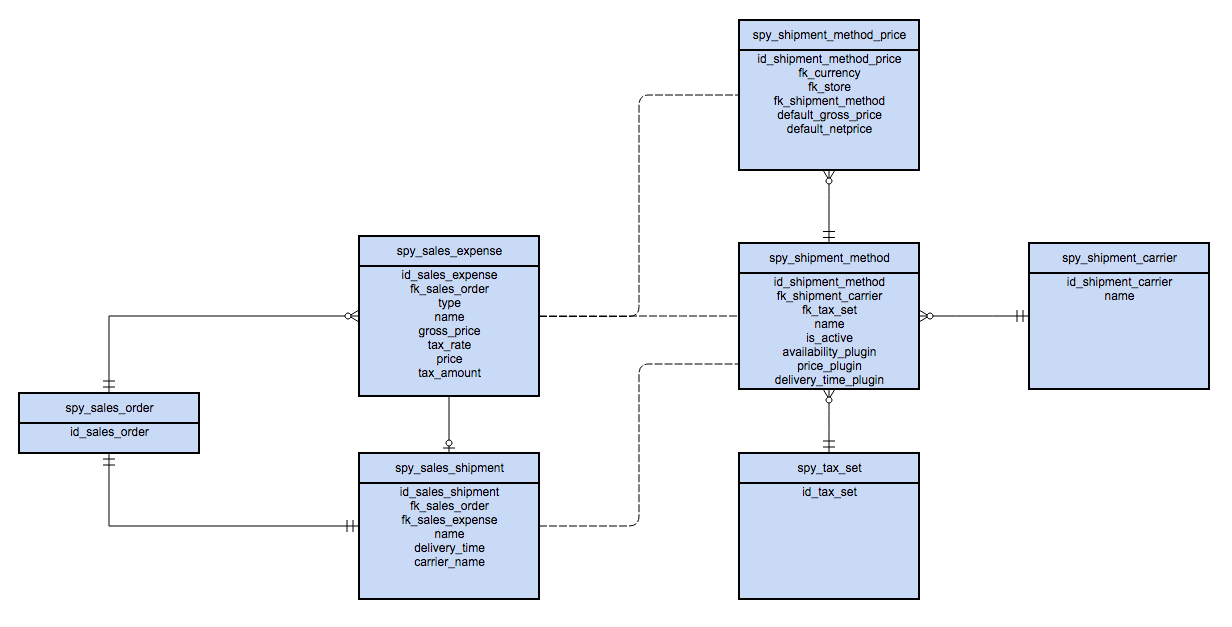 spy_shipment_method_price
id_shipment_method_price
fk_currency
fk_store
fk_shipment_method
default_gross_price
default_netprice
spy_sales_expense
id_sales_expense
fk_sales_order
type
name
gross_price
tax_rate
price
tax_amount
spy_shipment_method
id_shipment_method
fk_shipment_carrier
fk_tax_set
name
is_active
availability_plugin
price_plugin
delivery_time_plugin
spy_shipment_carrier
id_shipment_carrier
name
spy_sales_order
id_sales_order
spy_sales_shipment
id_sales_shipment
fk_sales_order
fk_sales_expense
name
delivery_time
carrier_name
spy_tax_set
id_tax_set